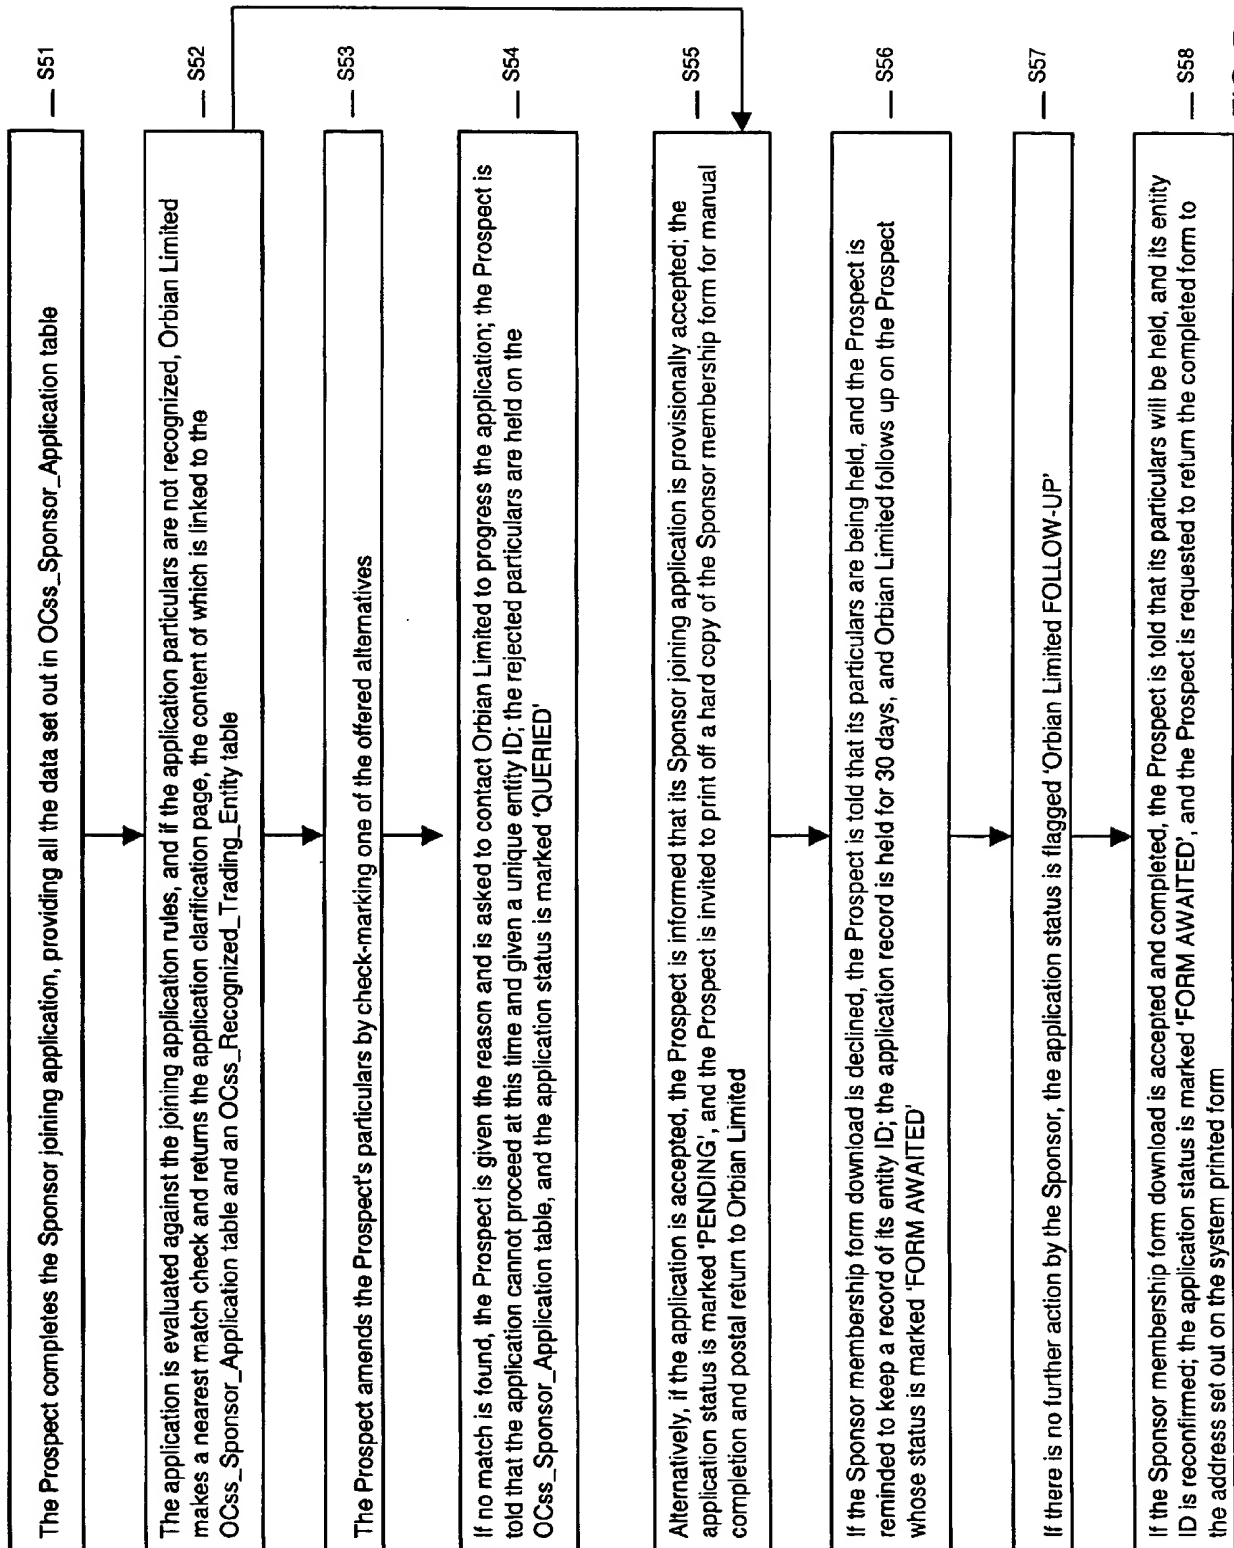 The Prospect completes the Sponsor joining application, providing all the data set out in OCss_Sponsor_Application table
S51
The application is evaluated against the joining application rules, and if the application particulars are not recognized, Orbian Limited
makes a nearest match check and returns the application clarification page, the content of which is linked to the
OCss_Sponsor_Application table and an OCss_Recognized_Trading_Entity table
S52
The Prospect amends the Prospect's particulars by check-marking one of the offered alternatives
S53
If no match is found, the Prospect is given the reason and is asked to contact Orbian Limited to progress the application; the Prospect is
told that the application cannot proceed at this time and given a unique entity ID; the rejected particulars are held on the
OCss_Sponsor_Application table, and the application status is marked 'QUERIED'
S54
Alternatively, if the application is accepted, the Prospect is informed that its Sponsor joining application is provisionally accepted; the
application status is marked 'PENDING', and the Prospect is invited to print off a hard copy of the Sponsor membership form for manual
completion and postal return to Orbian Limited
S55
If the Sponsor membership form download is declined, the Prospect is told that its particulars are being held, and the Prospect is
reminded to keep a record of its entity ID; the application record is held for 30 days, and Orbian Limited follows up on the Prospect
whose status is marked 'FORM AWAITED'
S56
If there is no further action by the Sponsor, the application status is flagged 'Orbian Limited FOLLOW-UP'
S57
If the Sponsor membership form download is accepted and completed, the Prospect is told that its particulars will be held, and its entity
ID is reconfirmed; the application status is marked 'FORM AWAITED', and the Prospect is requested to return the completed form to
the address set out on the system printed form
S58